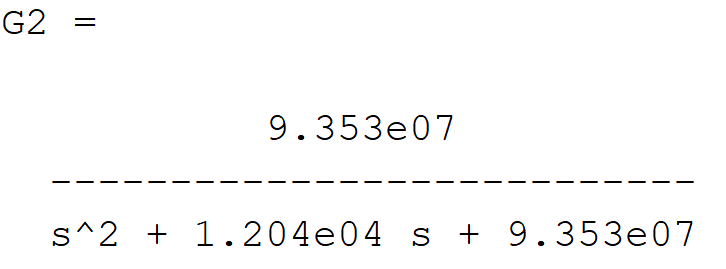 G2 =
9.353e07
---------------------------
s^2 + 1.204e04 s + 9.353e07